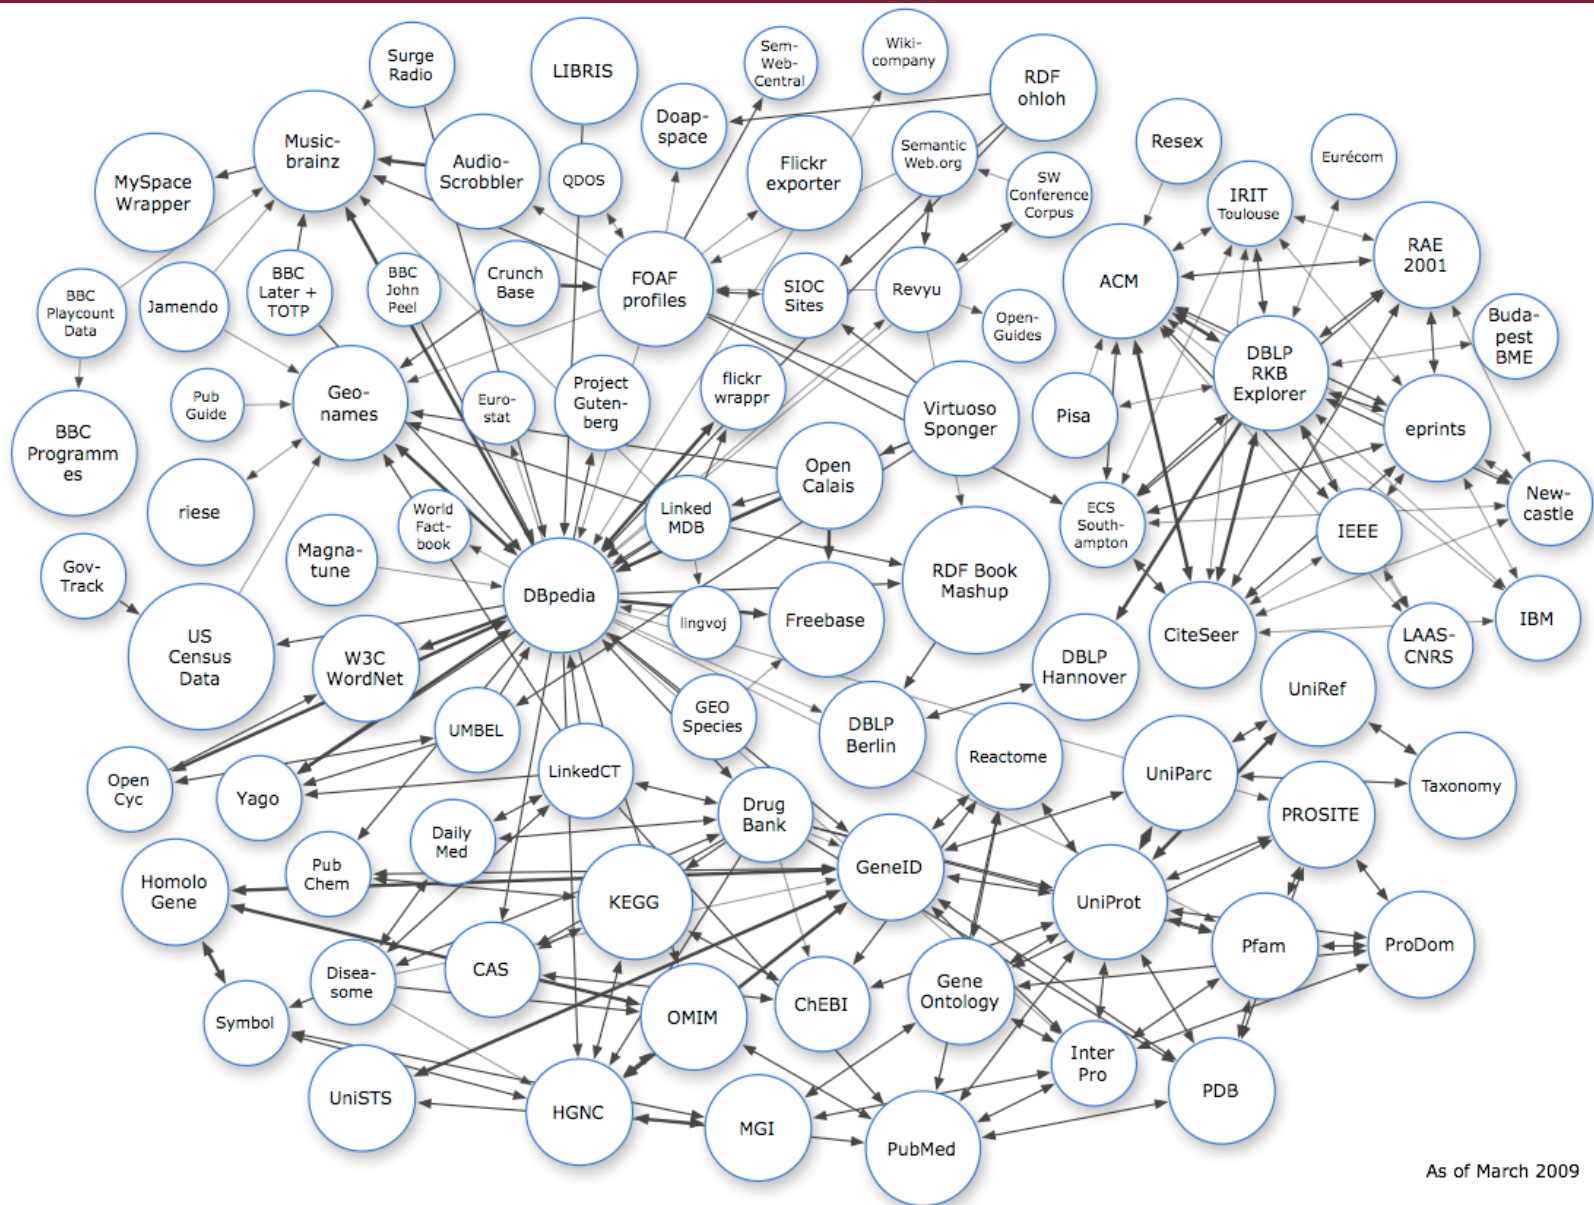 Surge
Radio
LIBRIS
Sem-
Web-
Central
Wiki-
company
RDF
ohloh
Doap-
space
Music-
brainz
Audio-
Scrobbler
QDOS
Flickr
exporter
Semantic
Web.org
SW
Conference
Corpus
Resex
Eurécom
MySpace
Wrapper
IRIT
Toulouse
RAE
2001
BBC
Playcount
Data
Jamendo
BBC
Later +
TOTP
BBC
John
Peel
Crunch
Base
FOAF
profiles
SIOC
Sites
Revyu
Open-
Guides
ACM
Buda-
pest
BME
DBLP
RKB
Explorer
Pub
Guide
Geo-
names
Euro-
stat
Project
Guten-
berg
flickr
wrappr
Virtuoso
Sponger
Pisa
eprints
BBC
Programm
es
riese
World
Fact-
book
Linked
MDB
Open
Calais
ECS
South-
ampton
IEEE
New-
castle
Gov-
Track
Magna-
tune
DBpedia
RDF Book
Mashup
lingvoj
Freebase
CiteSeer
LAAS-
CNRS
IBM
US
Census
Data
W3C
WordNet
DBLP
Hannover
UniRef
UMBEL
GEO
Species
DBLP
Berlin
Reactome
UniParc
Taxonomy
Open
Cyc
Yago
LinkedCT
Drug
Bank
PROSITE
Daily
Med
Pub
Chem
Homolo
Gene
KEGG
GeneID
UniProt
Pfam
ProDom
Disea-
some
CAS
ChEBI
Gene
Ontology
Symbol
OMIM
Inter
Pro
PDB
UniSTS
HGNC
MGI
PubMed
As of March 2009